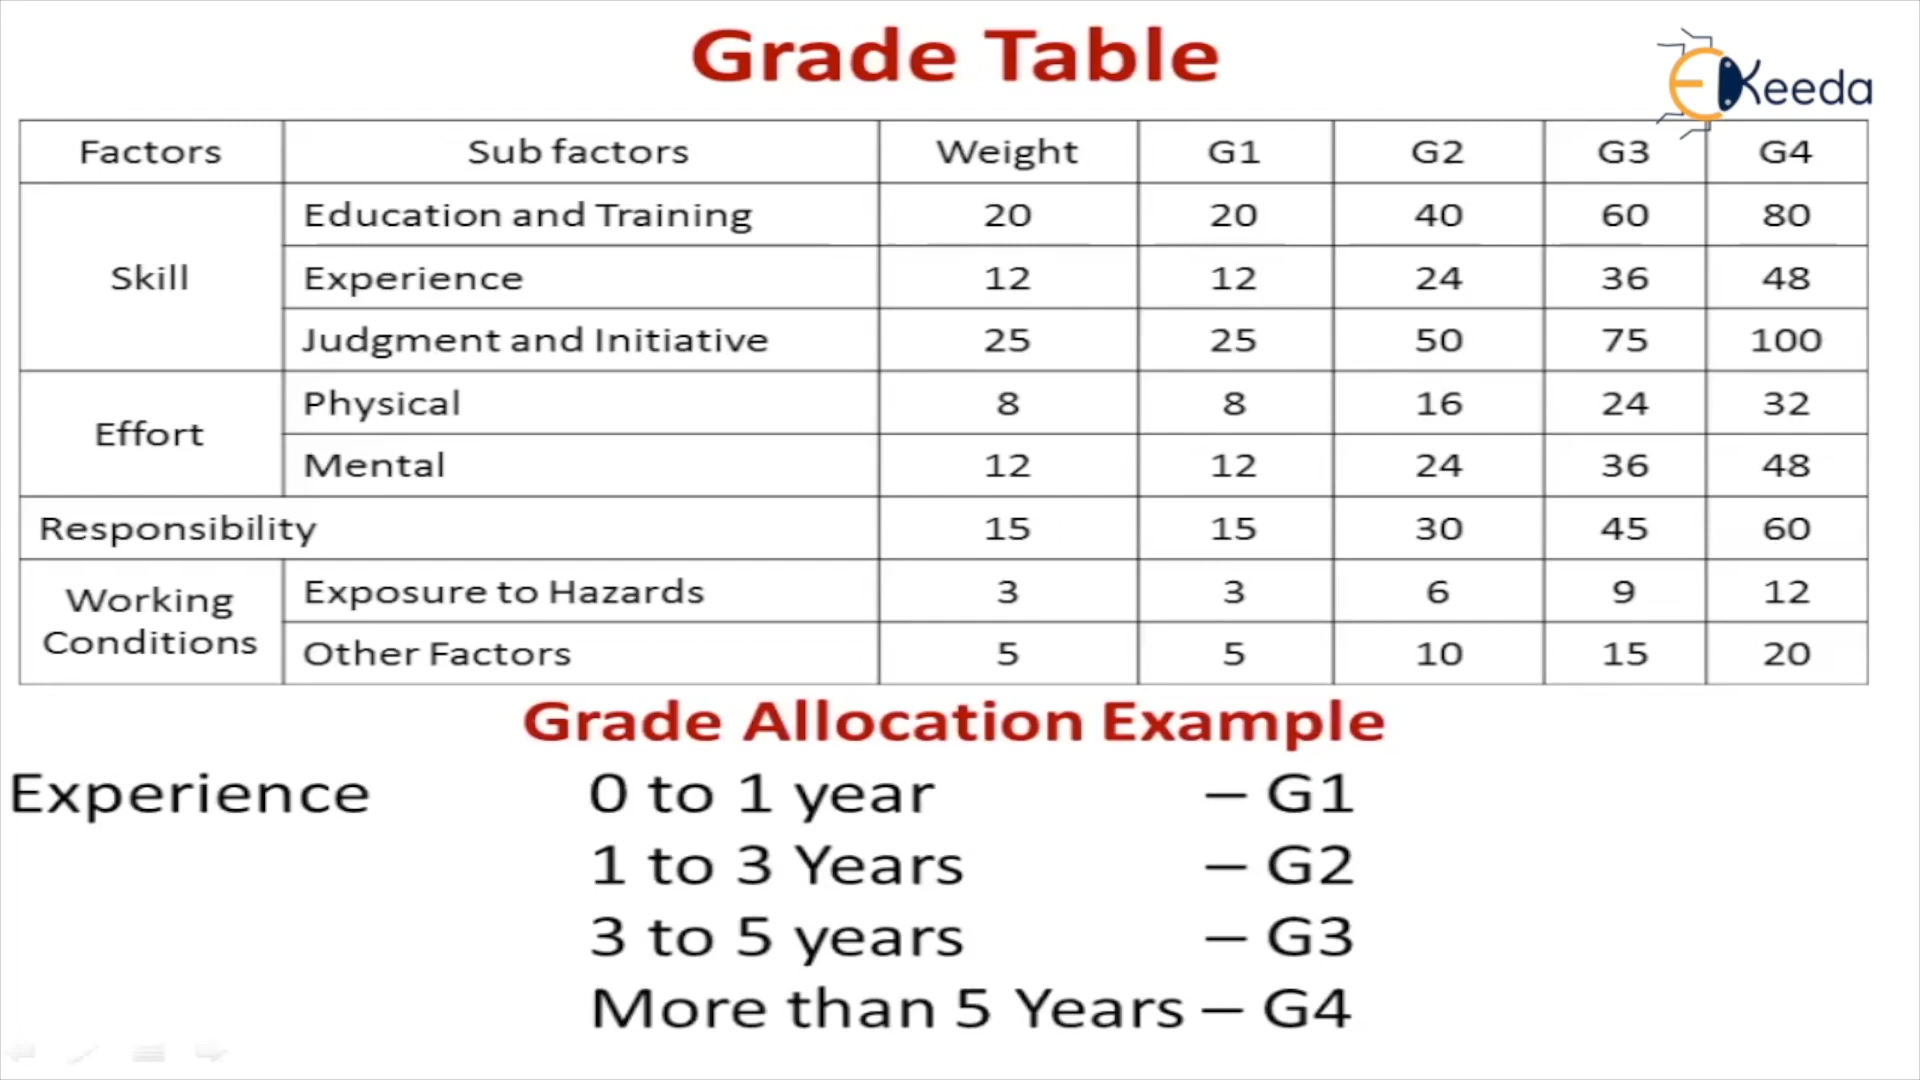 Grade Table
EKeeda
Factors Sub factors Weight G1 G2 G3 G4
Skill Education and Training 20 20 40 60 80
Experience 12 12 24 36 48
Judgment and Initiative 25 25 50 75 100
Effort Physical 8 8 16 24 32
Mental 12 12 24 36 48
Responsibility 15 15 30 45 60
Working Conditions Exposure to Hazards 3 3 6 9 12
Other Factors 5 5 10 15 20
Grade Allocation Example
Experience 0 to 1 year – G1
1 to 3 Years – G2
3 to 5 years – G3
More than 5 Years – G4